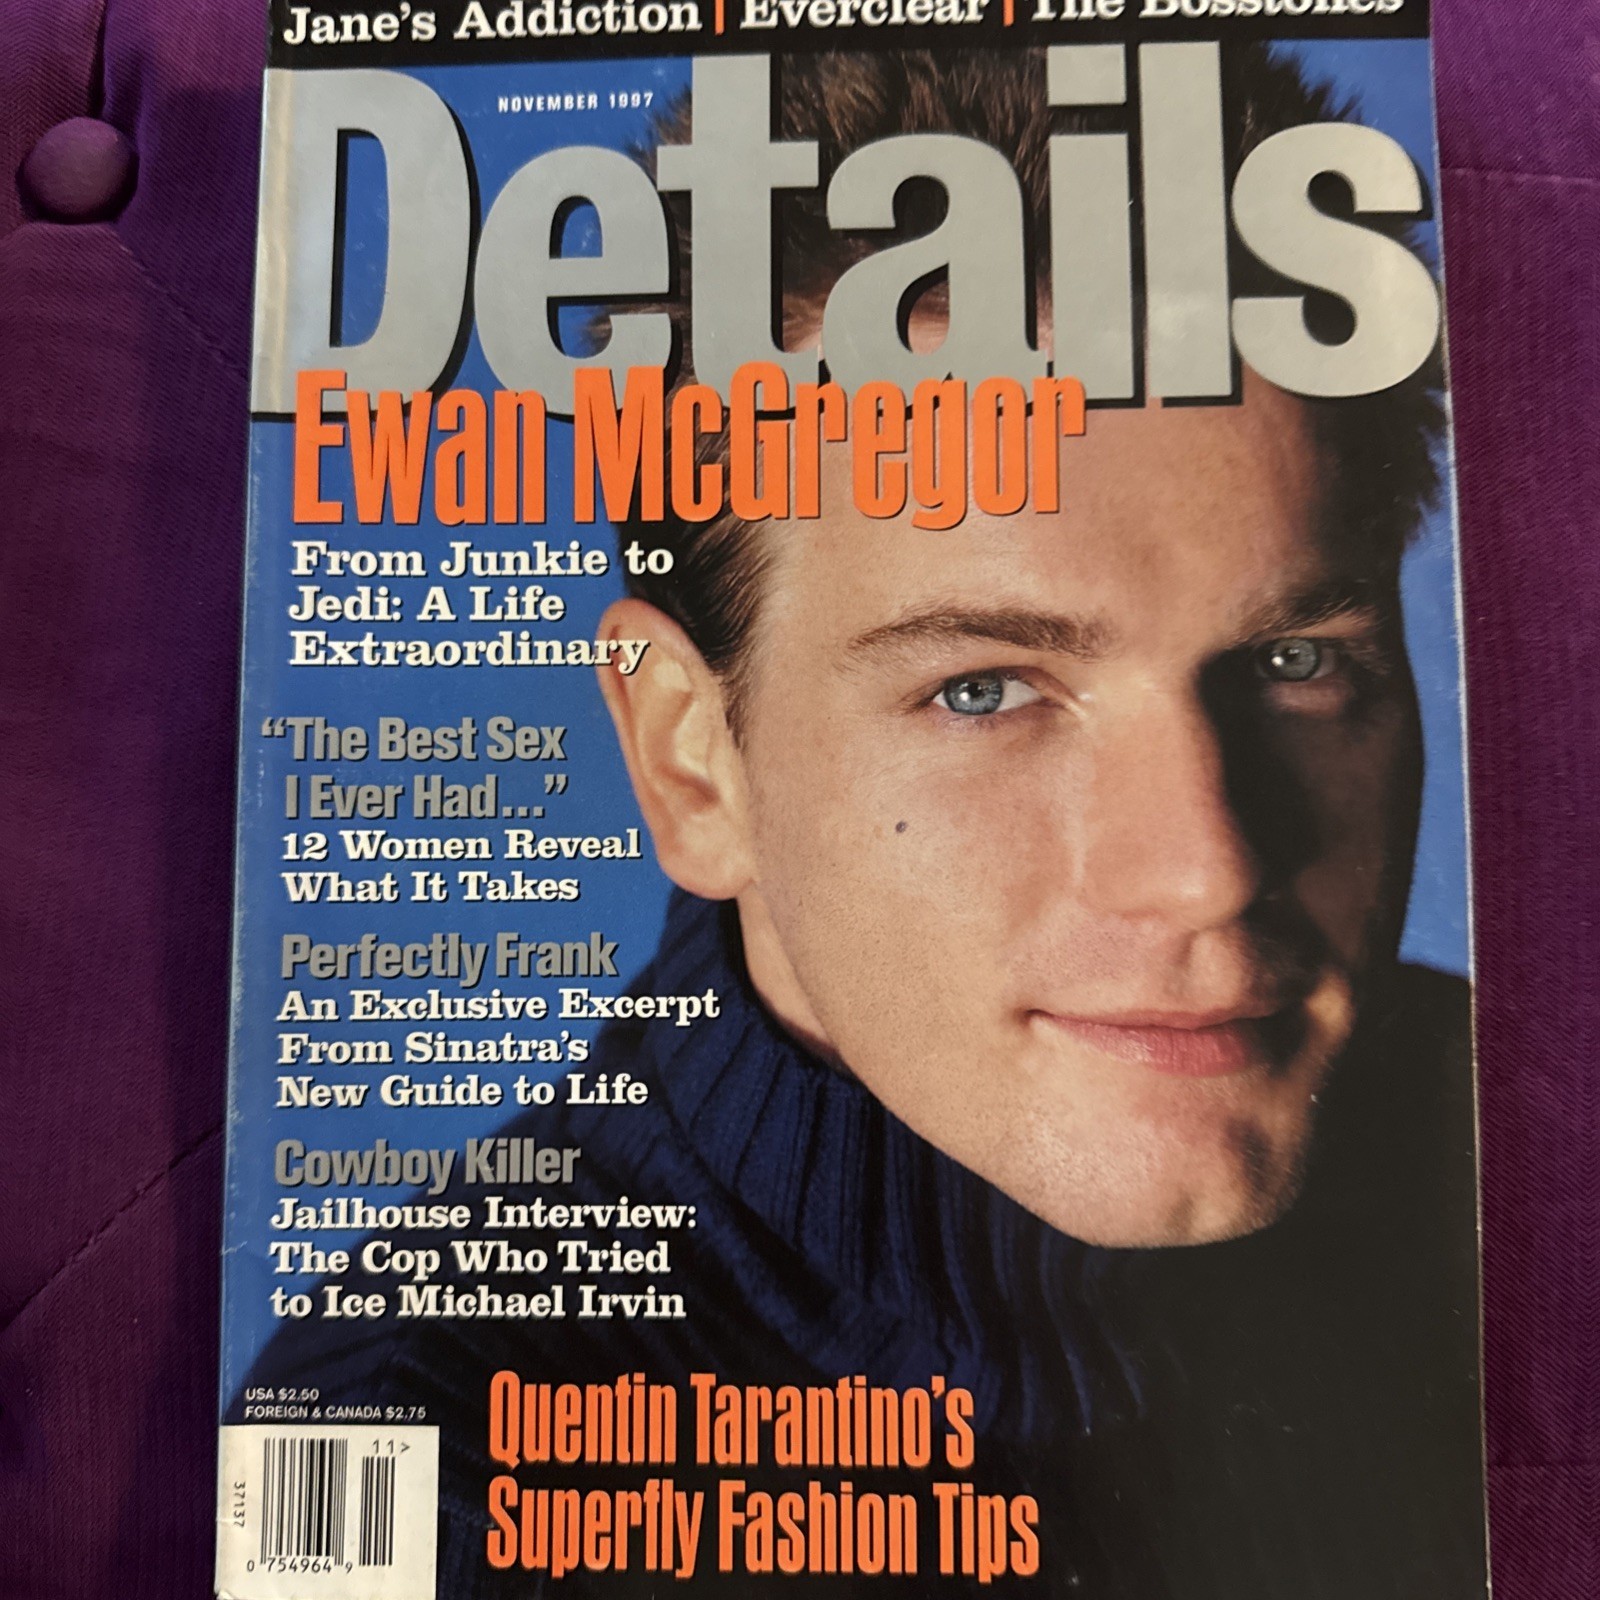 Jane's Addiction | Everclear | The Bosstones
Details
NOVEMBER 1997
Ewan McGregor
From Junkie to
Jedi: A Life
Extraordinary
“The Best Sex
I Ever Had...”
12 Women Reveal
What It Takes
Perfectly Frank
An Exclusive Excerpt
From Sinatra's
New Guide to Life
Cowboy Killer
Jailhouse Interview:
The Cop Who Tried
to Ice Michael Irvin
USA $2.50
FOREIGN & CANADA $2.75
11>
37137
0 754964 9
Quentin Tarantino's
Superfly Fashion Tips